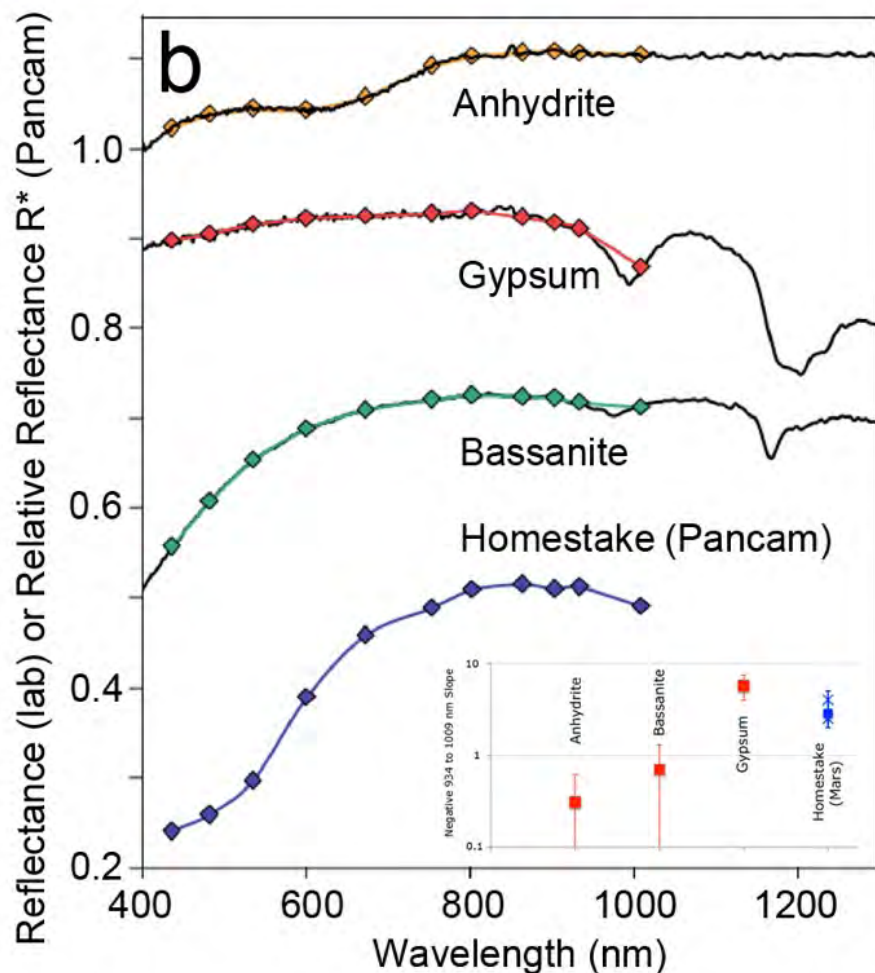 b
Reflectance (lab) or Relative Reflectance R* (Pancam)
1.0
0.8
0.6
0.4
0.2
Anhydrite
Gypsum
Bassanite
Homestake (Pancam)
Negative 934 to 1009 nm Slope
10
1
0.1
Anhydrite
Bassanite
Gypsum
Homestake
(Mars)
400
600
800
1000
1200
Wavelength (nm)